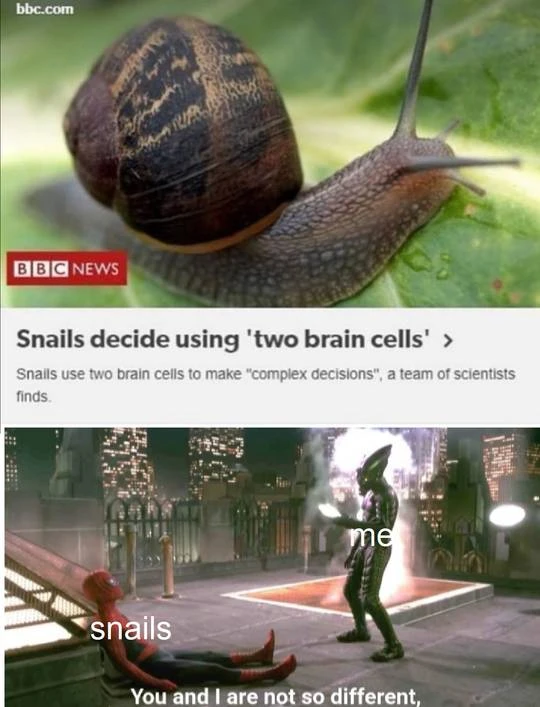 bbc.com
BBC NEWS
Snails decide using 'two brain cells' >
Snails use two brain cells to make "complex decisions", a team of scientists
finds.
me
snails
You and I are not so different,